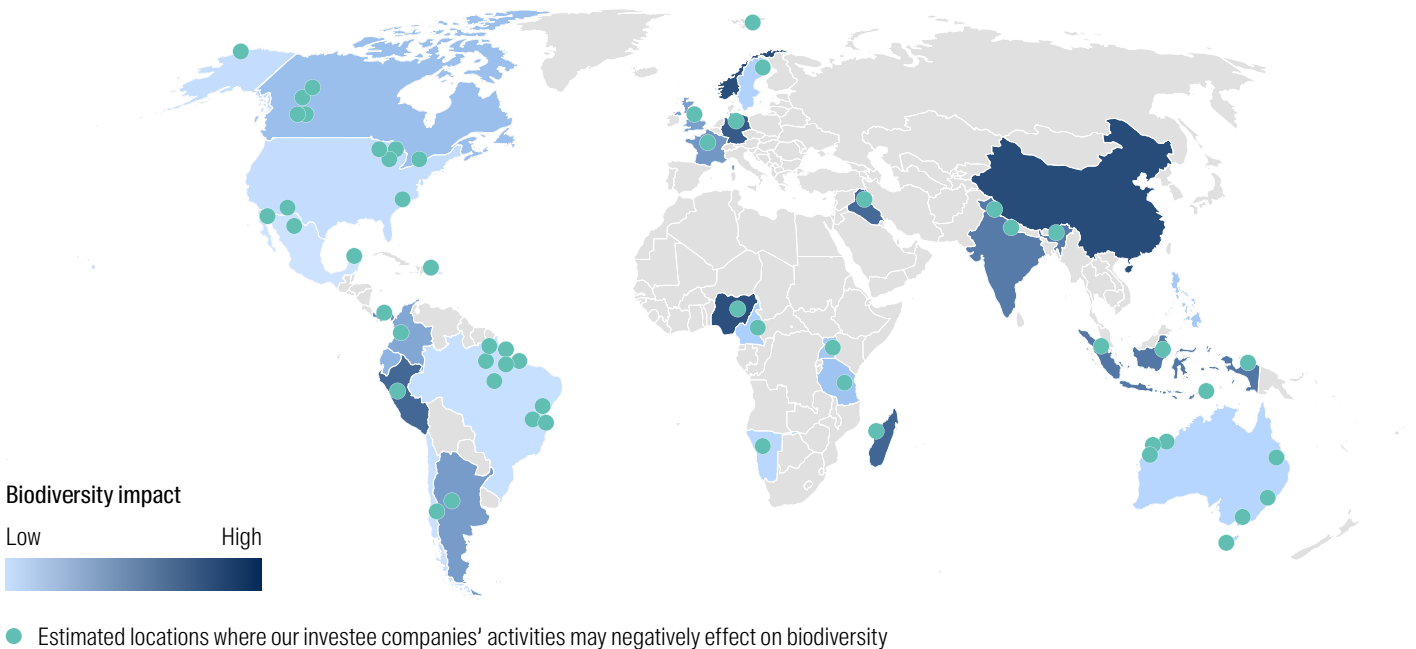 Biodiversity impact
Low High
Estimated locations where our investee companies' activities may negatively effect on biodiversity